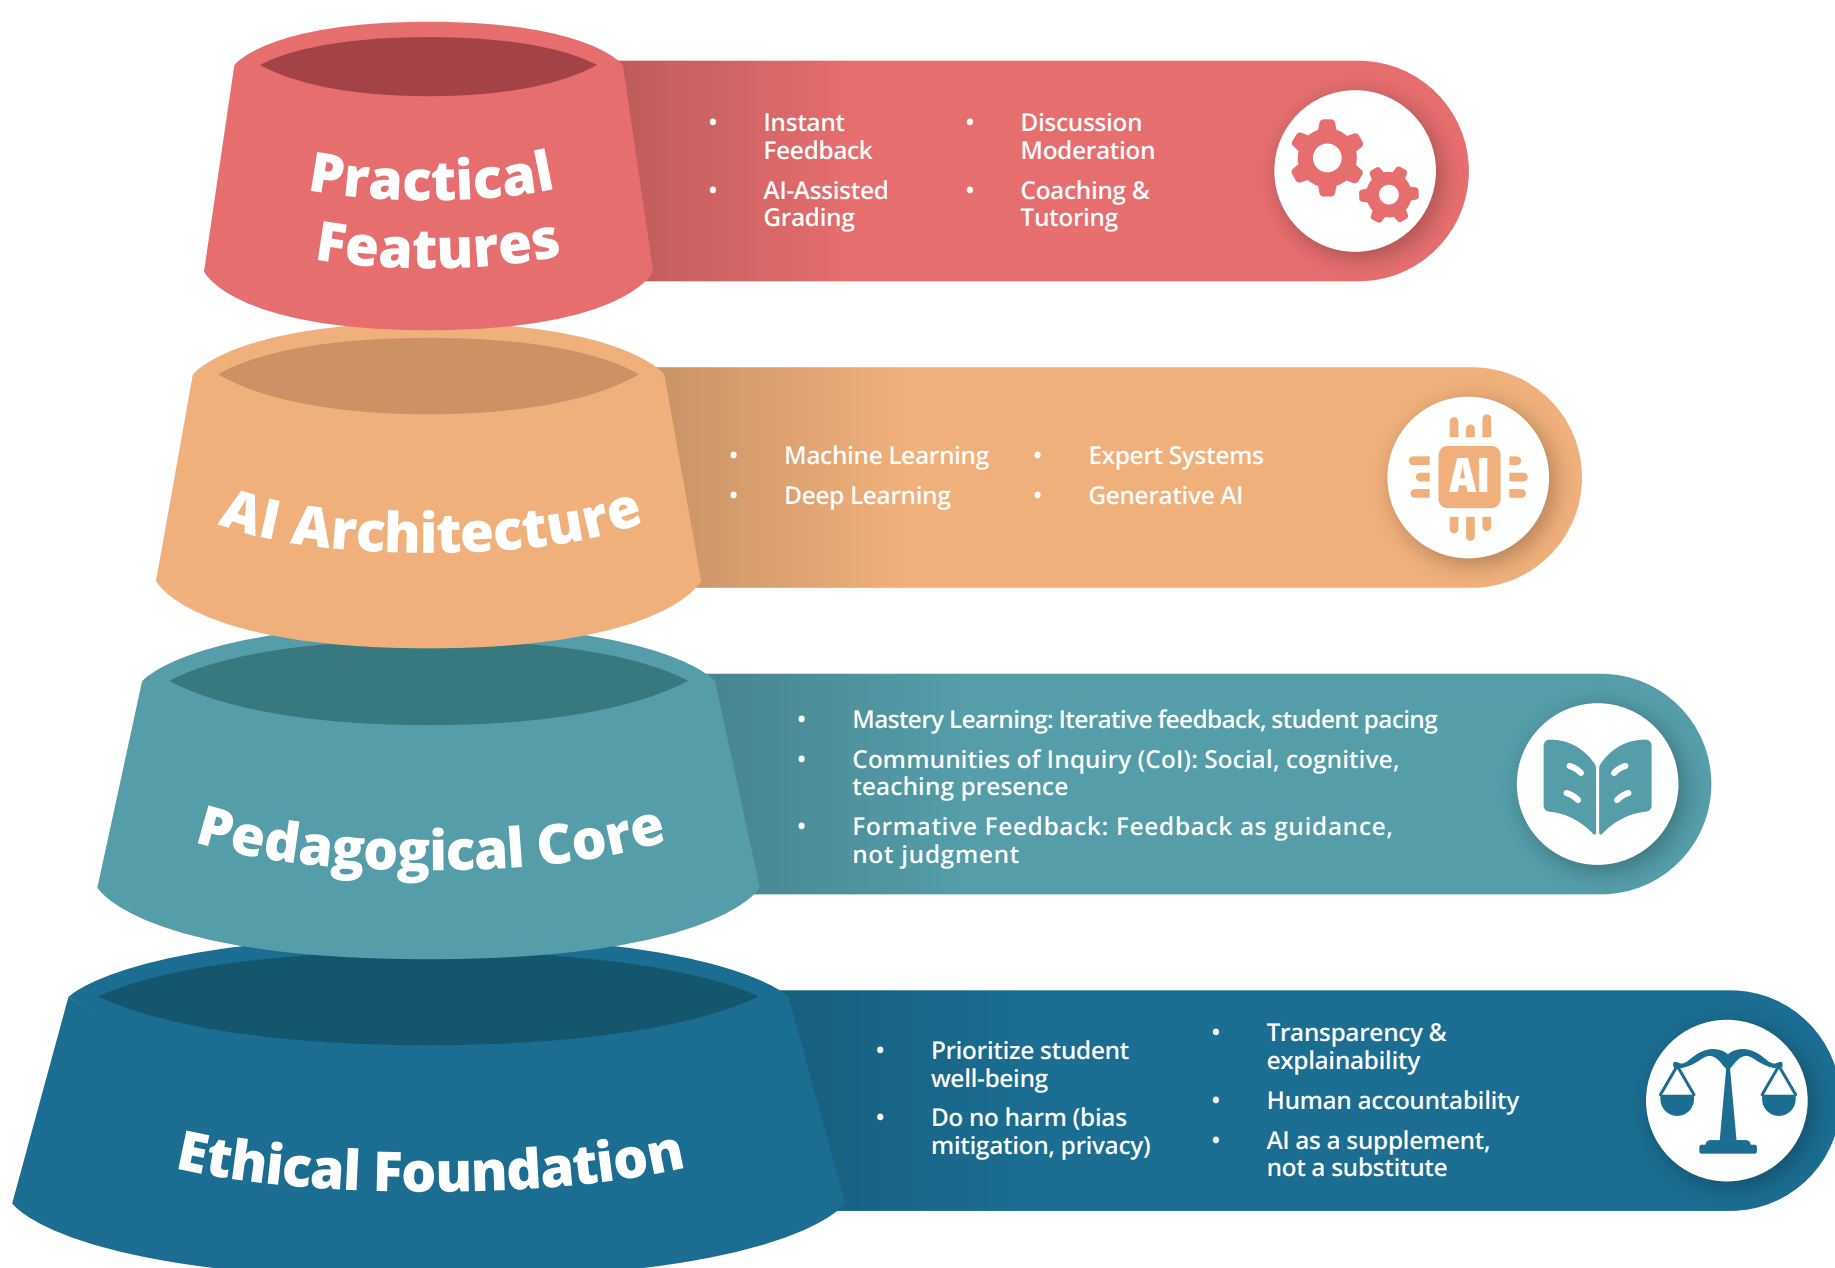 Practical
Features
• Instant
Feedback
• AI-Assisted
Grading
• Discussion
Moderation
• Coaching &
Tutoring
AI Architecture
• Machine Learning
• Deep Learning
• Expert Systems
• Generative AI
AI
Pedagogical Core
• Mastery Learning: Iterative feedback, student pacing
• Communities of Inquiry (CoI): Social, cognitive,
teaching presence
• Formative Feedback: Feedback as guidance,
not judgment
Ethical Foundation
• Prioritize student
well-being
• Do no harm (bias
mitigation, privacy)
• Transparency &
explainability
• Human accountability
• AI as a supplement,
not a substitute